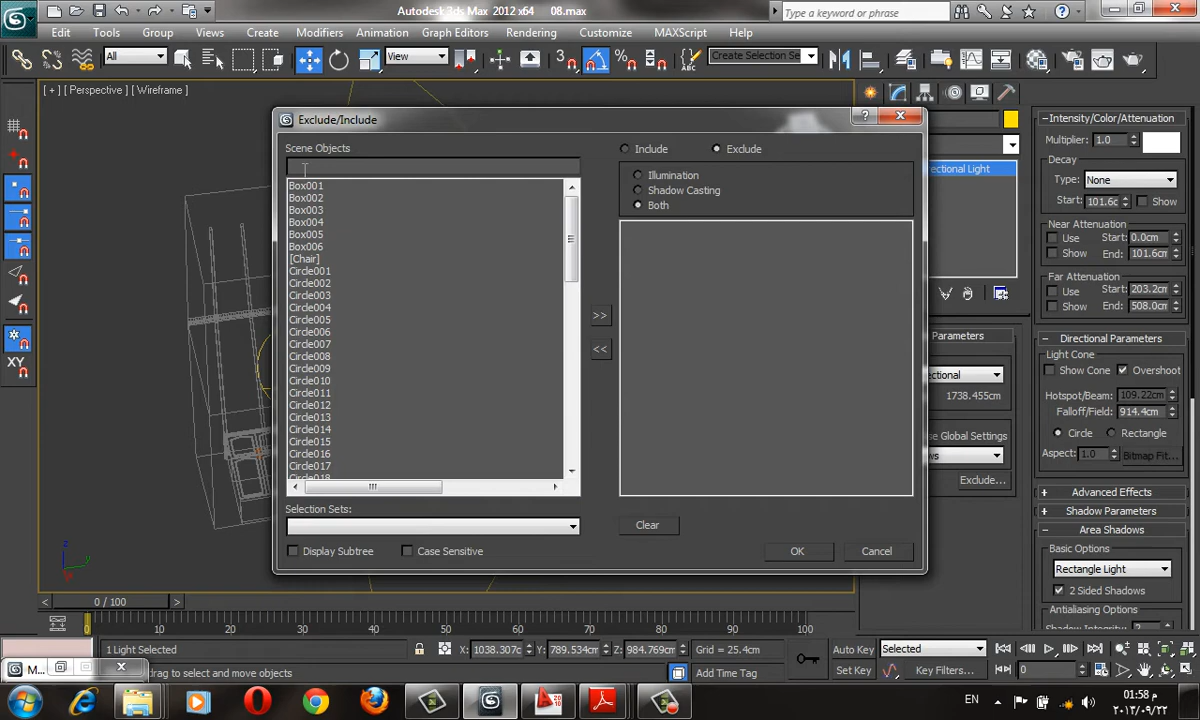 Autodesk 3ds Max 2012 x64 08.max
Type a keyword or phrase
Edit Tools Group Views Create Modifiers Animation Graph Editors Rendering Customize MAXScript Help
All View 3 Create Selection Set
[ + ] [ Perspective ] [ Wireframe ]
Exclude/Include
Scene Objects
Include Exclude
Illumination
Shadow Casting
Both
Box001
Box002
Box003
Box004
Box005
Box006
[Chair]
Circle001
Circle002
Circle003
Circle004
Circle005
Circle006
Circle007
Circle008
Circle009
Circle010
Circle011
Circle012
Circle013
Circle014
Circle015
Circle016
Circle017
Circle018
>>
<<
Selection Sets:
Clear
Display Subtree Case Sensitive
OK Cancel
ectional Light
Parameters
ectional
1738.455cm
se Global Settings
ws
Exclude...
Intensity/Color/Attenuation
Multiplier: 1.0
Decay
Type: None
Start: 101.6c Show
Near Attenuation
Use Start: 0.0cm
Show End: 101.6c
Far Attenuation
Use Start: 203.2cm
Show End: 508.0cm
Directional Parameters
Light Cone
Show Cone Overshoot
Hotspot/Beam: 109.22cm
Falloff/Field: 914.4cm
Circle Rectangle
Aspect: 1.0 Bitmap Fit...
Advanced Effects
Shadow Parameters
Area Shadows
Basic Options
Rectangle Light
2 Sided Shadows
Antialiasing Options
XY
z
y
< 0 / 100 >
0 10 20 30 40 50 60 70 80 90 100
1 Light Selected X: 1038.307c Y: 789.534cm Z: 984.769cm Grid = 25.4cm Auto Key Selected
M... drag to select and move objects Add Time Tag Set Key Key Filters... 0
EN
01:58 م
٢٠١٣/٠٩/٢٢